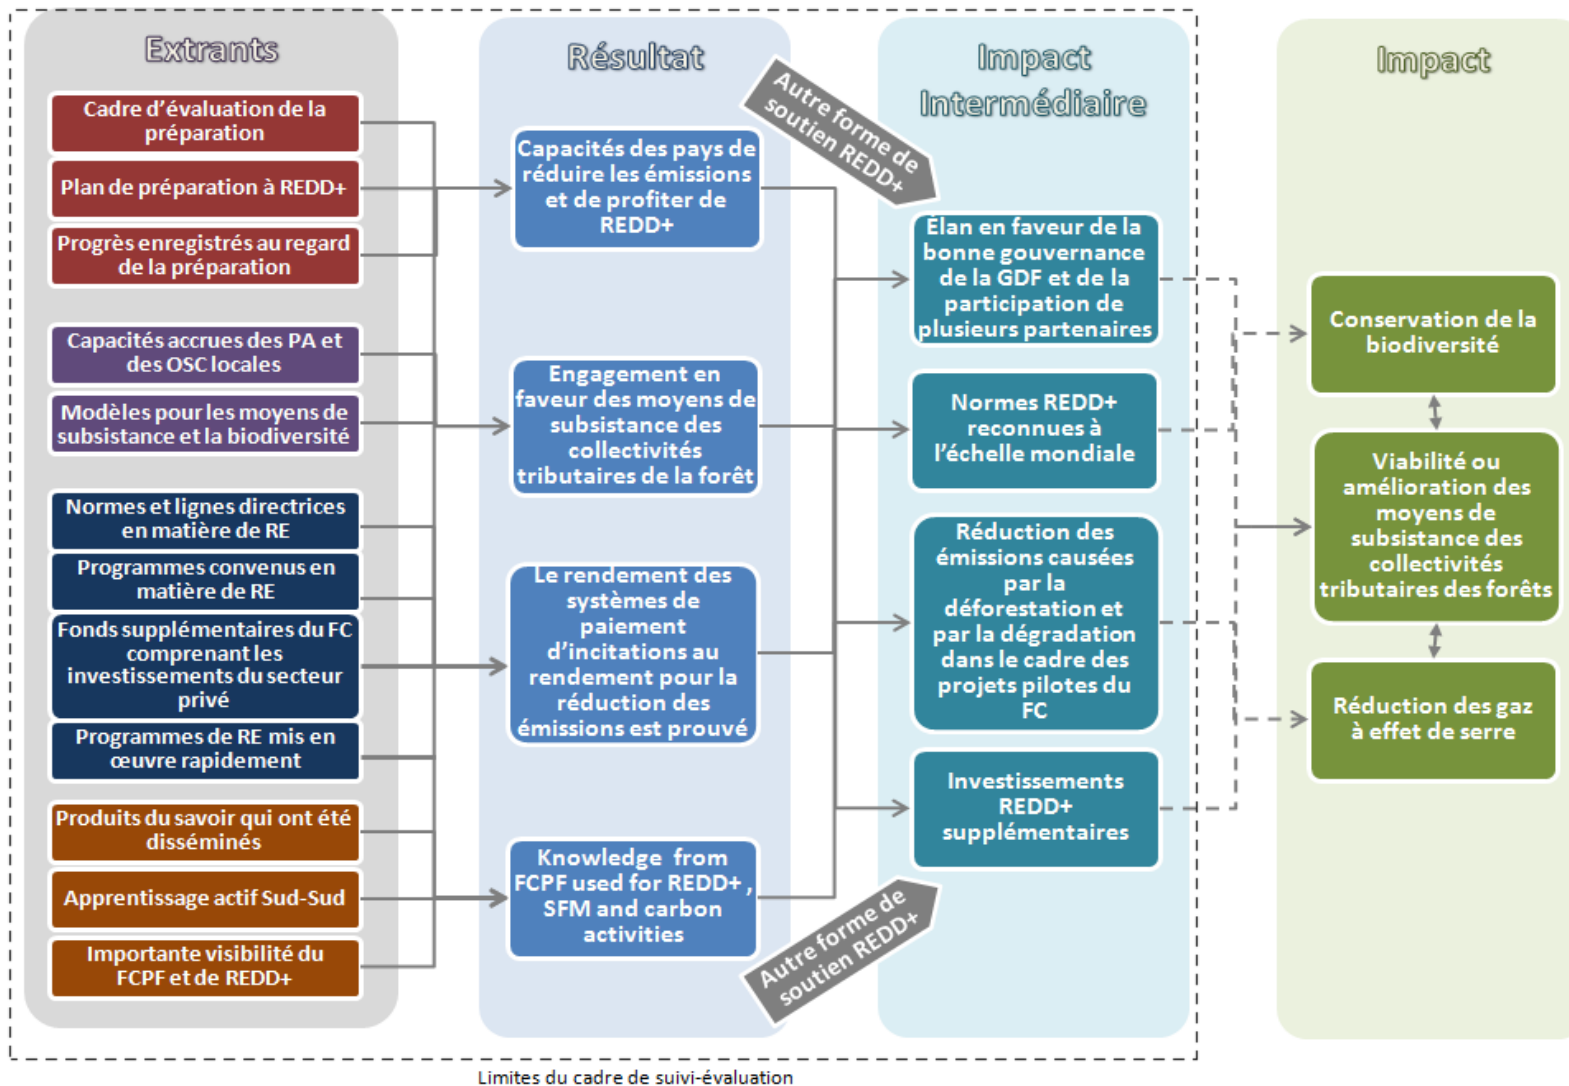 Extrants
Cadre d'évaluation de la
préparation
Plan de préparation à REDD+
Progrès enregistrés au regard
de la préparation
Capacités accrues des PA et
des OSC locales
Modèles pour les moyens de
subsistance et la biodiversité
Normes et lignes directrices
en matière de RE
Programmes convenus en
matière de RE
Fonds supplémentaires du FC
comprenant les
investissements du secteur
privé
Programmes de RE mis en
œuvre rapidement
Produits du savoir qui ont été
disséminés
Apprentissage actif Sud-Sud
Importante visibilité du
FCPF et de REDD+
Résultat
Capacités des pays de
réduire les émissions
et de profiter de
REDD+
Engagement en
faveur des moyens de
subsistance des
collectivités
tributaires de la forêt
Le rendement des
systèmes de
paiement
d'incitations au
rendement pour la
réduction des
émissions est prouvé
Knowledge from
FCPF used for REDD+ ,
SFM and carbon
activities
Autre forme de
soutien REDD+
Autre forme de
soutien REDD+
Impact
Intermédiaire
Élan en faveur de la
bonne gouvernance
de la GDF et de la
participation de
plusieurs partenaires
Normes REDD+
reconnues à
l'échelle mondiale
Réduction des
émissions causées
par la
déforestation et
par la dégradation
dans le cadre des
projets pilotes du
FC
Investissements
REDD+
supplémentaires
Impact
Conservation de la
biodiversité
Viabilité ou
amélioration des
moyens de
subsistance des
collectivités
tributaires des forêts
Réduction des gaz
à effet de serre
Limites du cadre de suivi-évaluation